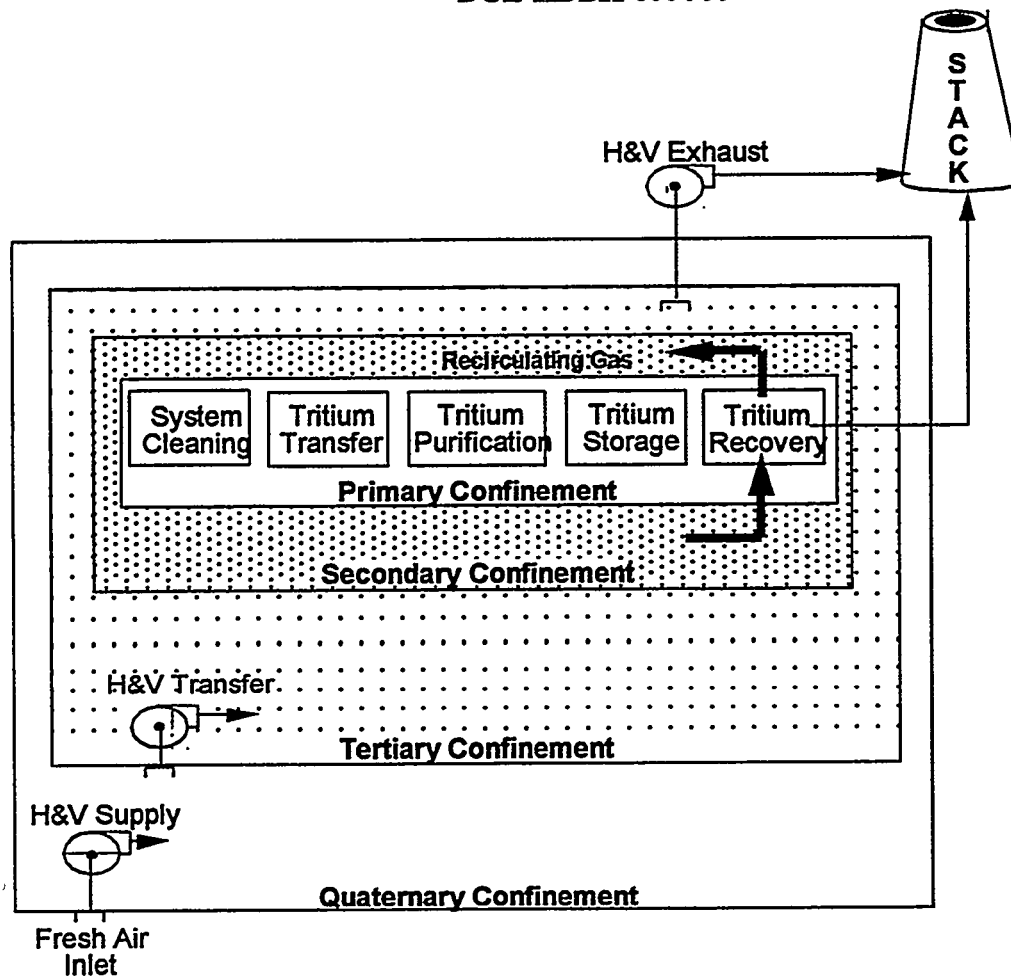 S
T
A
C
K
H&V Exhaust
Recirculating Gas
System
Cleaning
Tritium
Transfer
Tritium
Purification
Tritium
Storage
Tritium
Recovery
Primary Confinement
Secondary Confinement
H&V Transfer
Tertiary Confinement
H&V Supply
Quaternary Confinement
Fresh Air
Inlet